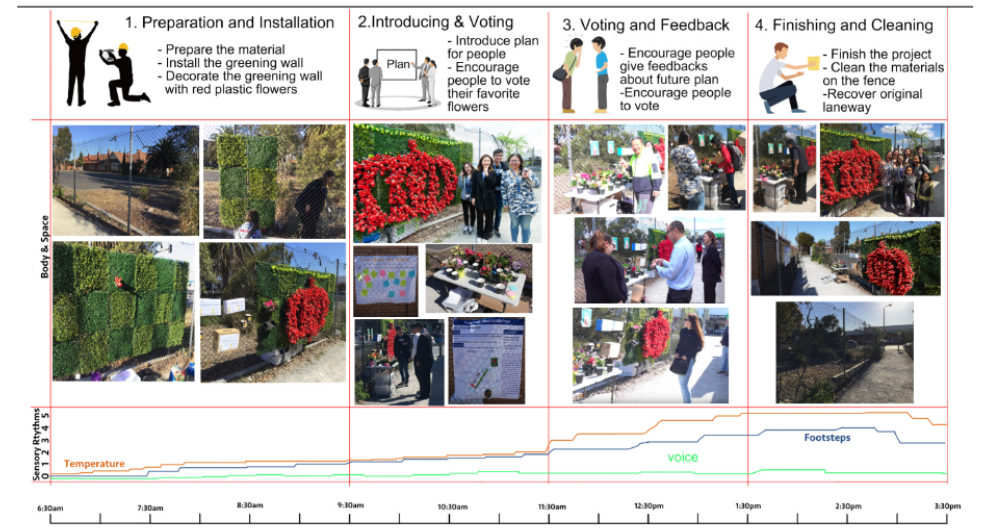 1. Preparation and Installation
- Prepare the material
- Install the greening wall
- Decorate the greening wall
with red plastic flowers
2.Introducing & Voting
Plan
- Introduce plan
for people
- Encourage
people to vote
their favorite
flowers
3. Voting and Feedback
- Encourage people
give feedbacks
about future plan
-Encourage people
to vote
4. Finishing and Cleaning
- Finish the project
- Clean the materials
on the fence
-Recover original
laneway
Body & Space
Sensory Rtythms
5
4
3
2
1
0
Temperature
Footsteps
voice
6:30am
7:30am
8:30am
9:30am
11:30am
12:30pm
1:30pm
2:30pm
3:30pm